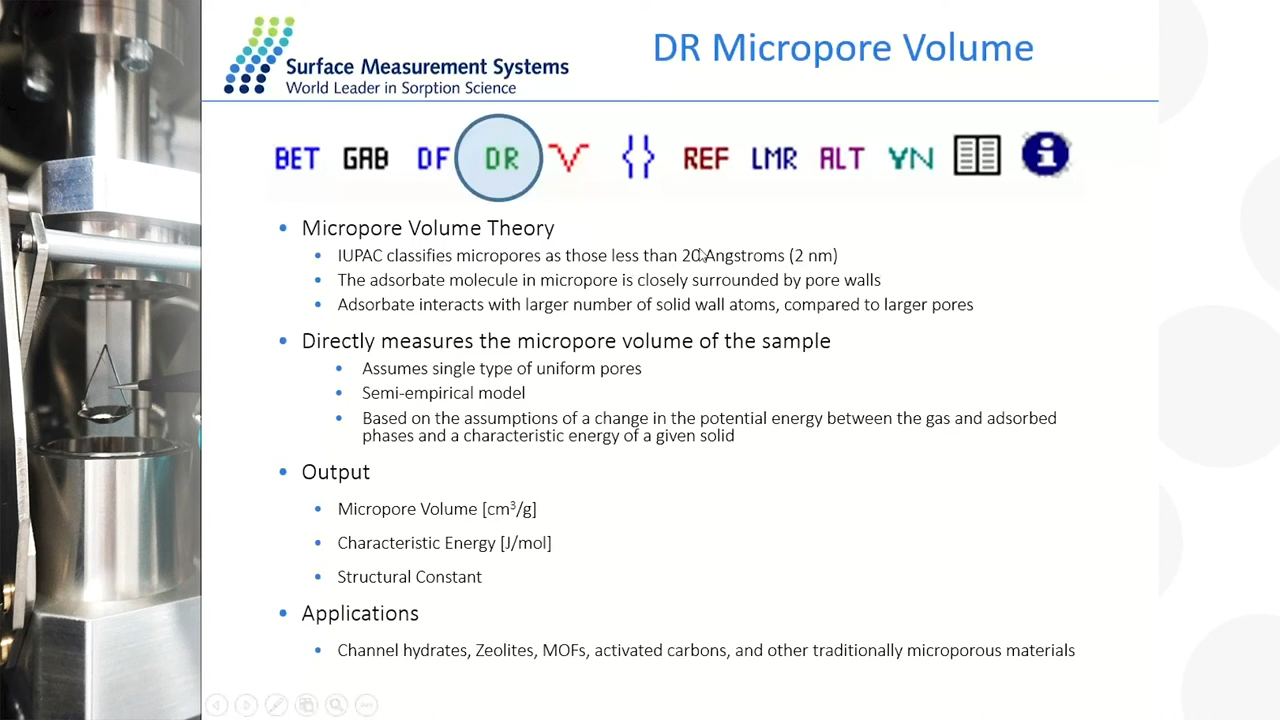 DR Micropore Volume
Surface Measurement Systems
World Leader in Sorption Science
BET GAB DF DR REF LMR ALT YN i
• Micropore Volume Theory
• IUPAC classifies micropores as those less than 20 Angstroms (2 nm)
• The adsorbate molecule in micropore is closely surrounded by pore walls
• Adsorbate interacts with larger number of solid wall atoms, compared to larger pores
• Directly measures the micropore volume of the sample
• Assumes single type of uniform pores
• Semi-empirical model
• Based on the assumptions of a change in the potential energy between the gas and adsorbed
phases and a characteristic energy of a given solid
• Output
• Micropore Volume [cm³/g]
• Characteristic Energy [J/mol]
• Structural Constant
• Applications
• Channel hydrates, Zeolites, MOFs, activated carbons, and other traditionally microporous materials